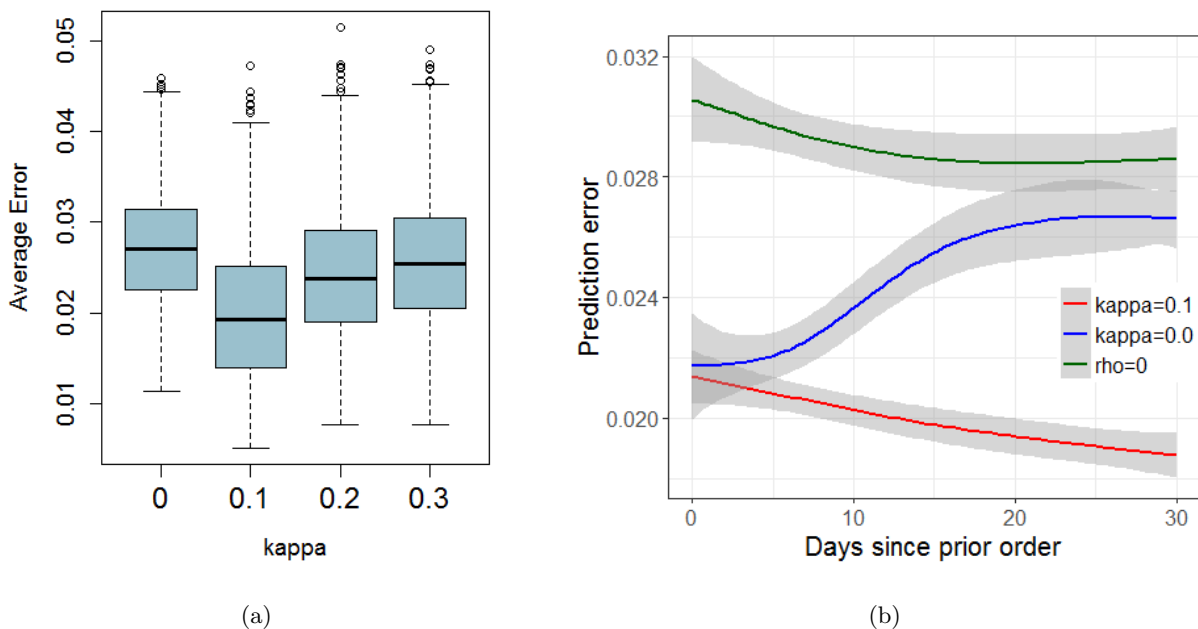 Average Error
0.05
0.04
0.03
0.02
0.01
0 0.1 0.2 0.3
kappa
(a)
Prediction error
0.032
0.028
0.024
0.020
kappa=0.1
kappa=0.0
rho=0
0 10 20 30
Days since prior order
(b)